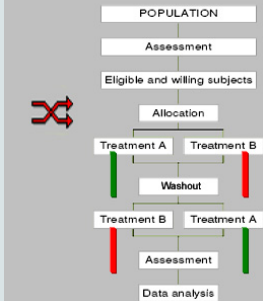 POPULATION
Assessment
Eligible and willing subjects
Allocation
Treatment A Treatment B
Washout
Treatment B Treatment A
Assessment
Data analysis